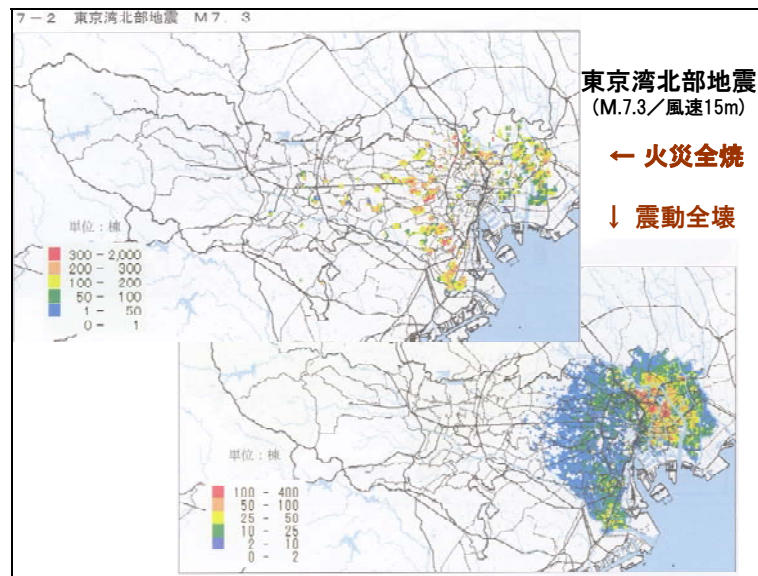 7－2 東京湾北部地震 M7．3
東京湾北部地震
(M.7.3／風速15m)
← 火災全焼
↓ 震動全壊
単位：棟
300 － 2,000
200 － 300
100 － 200
50 － 100
1 － 50
0 － 1
単位：棟
100 － 400
50 － 100
25 － 50
10 － 25
2 － 10
0 － 2